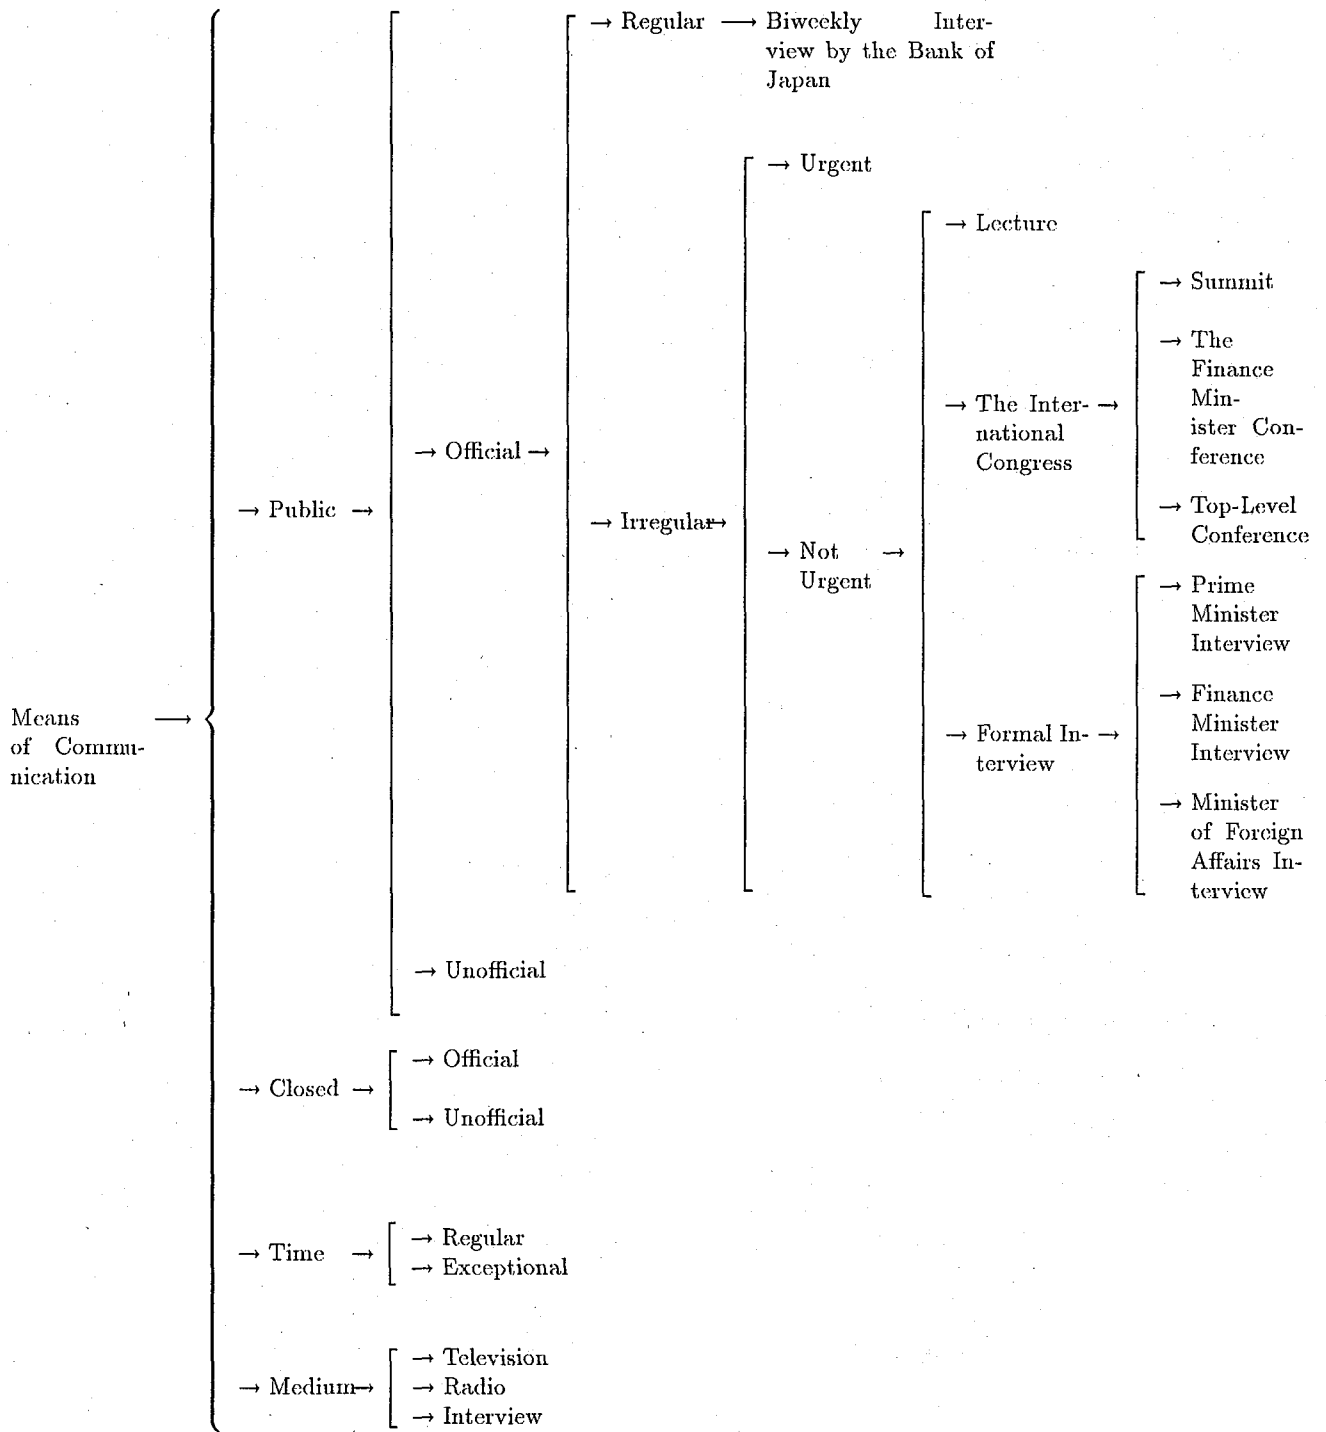 → Regular → Biweekly Inter-
view by the Bank of
Japan
→ Urgent
→ Lecture
→ Summit
→ The
Finance
Min-
ister Con-
ference
→ The Inter- →
national
Congress
→ Official →
→ Public →
→ Top-Level
Conference
→ Irregular→
→ Not →
Urgent
→ Prime
Minister
Interview
→ Finance
Minister
Interview
Means →
of Commu-
nication
→ Formal In- →
terview
→ Minister
of Foreign
Affairs In-
terview
→ Unofficial
→ Closed →
→ Official
→ Unofficial
→ Time →
→ Regular
→ Exceptional
→ Medium→
→ Television
→ Radio
→ Interview